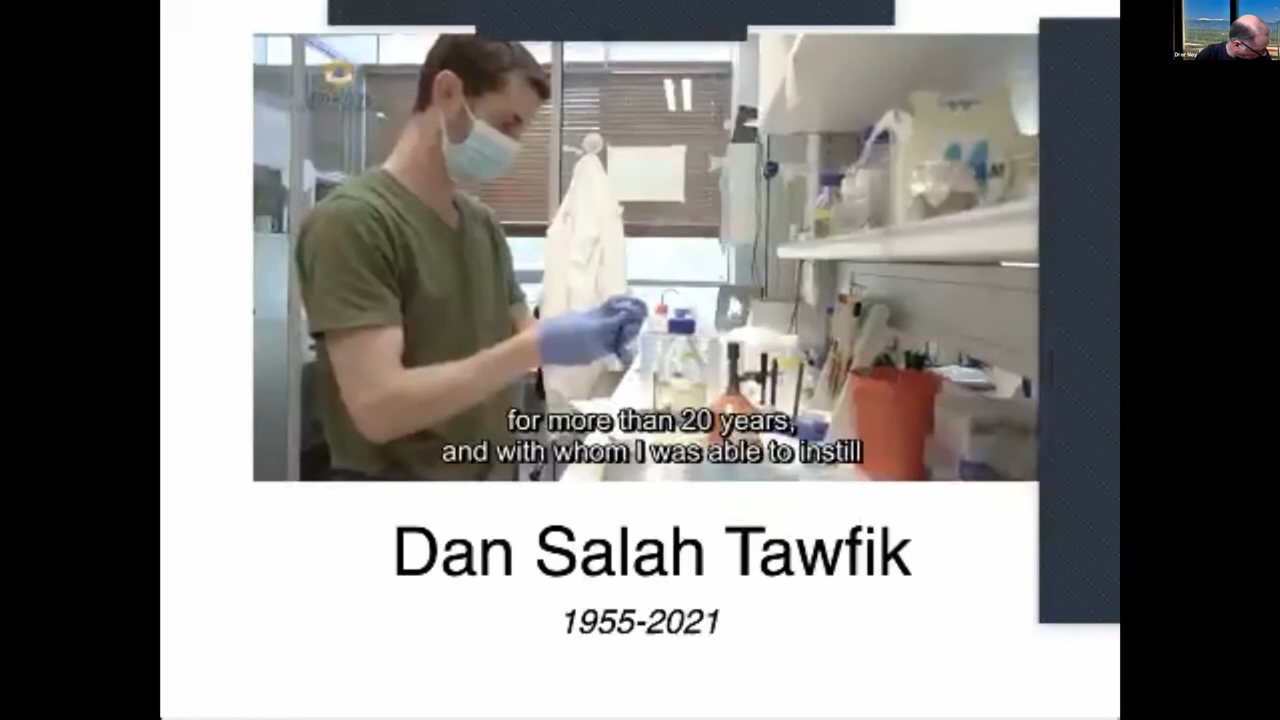 for more than 20 years,
and with whom I was able to instill
Dan Salah Tawfik
1955-2021